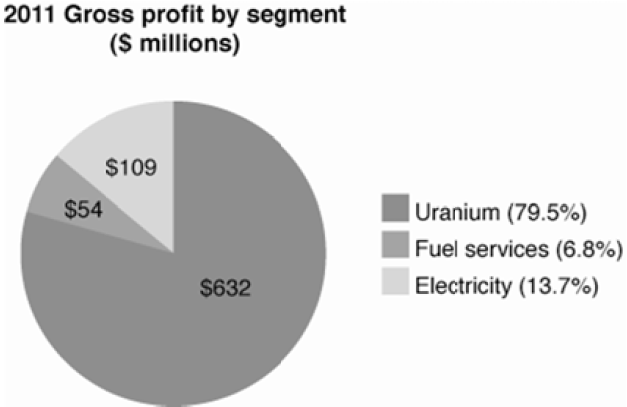 2011 Gross profit by segment
($ millions)
$109
$54
$632
Uranium (79.5%)
Fuel services (6.8%)
Electricity (13.7%)